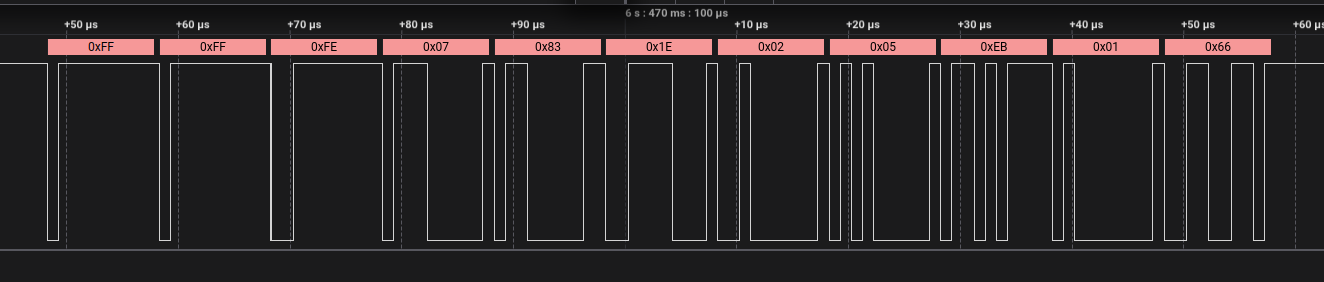 6 s : 470 ms : 100 µs
+50 µs +60 µs +70 µs +80 µs +90 µs +10 µs +20 µs +30 µs +40 µs +50 µs +60 µs
0xFF 0xFF 0xFE 0x07 0x83 0x1E 0x02 0x05 0xEB 0x01 0x66